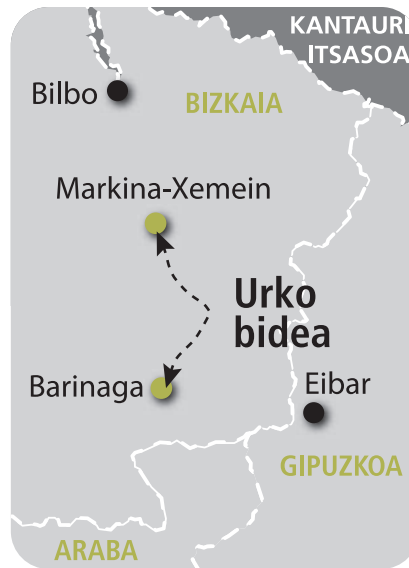 KANTAURI
ITSASOA
Bilbo
BIZKAIA
Markina-Xemein
Urko
bidea
Barinaga
Eibar
GIPUZKOA
ARABA